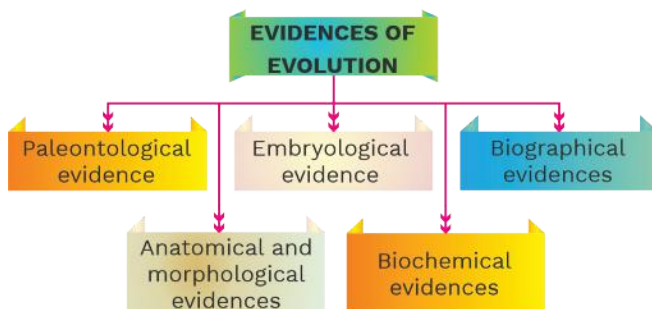 EVIDENCES OF
EVOLUTION
Paleontological
evidence
Embryological
evidence
Biographical
evidences
Anatomical and
morphological
evidences
Biochemical
evidences